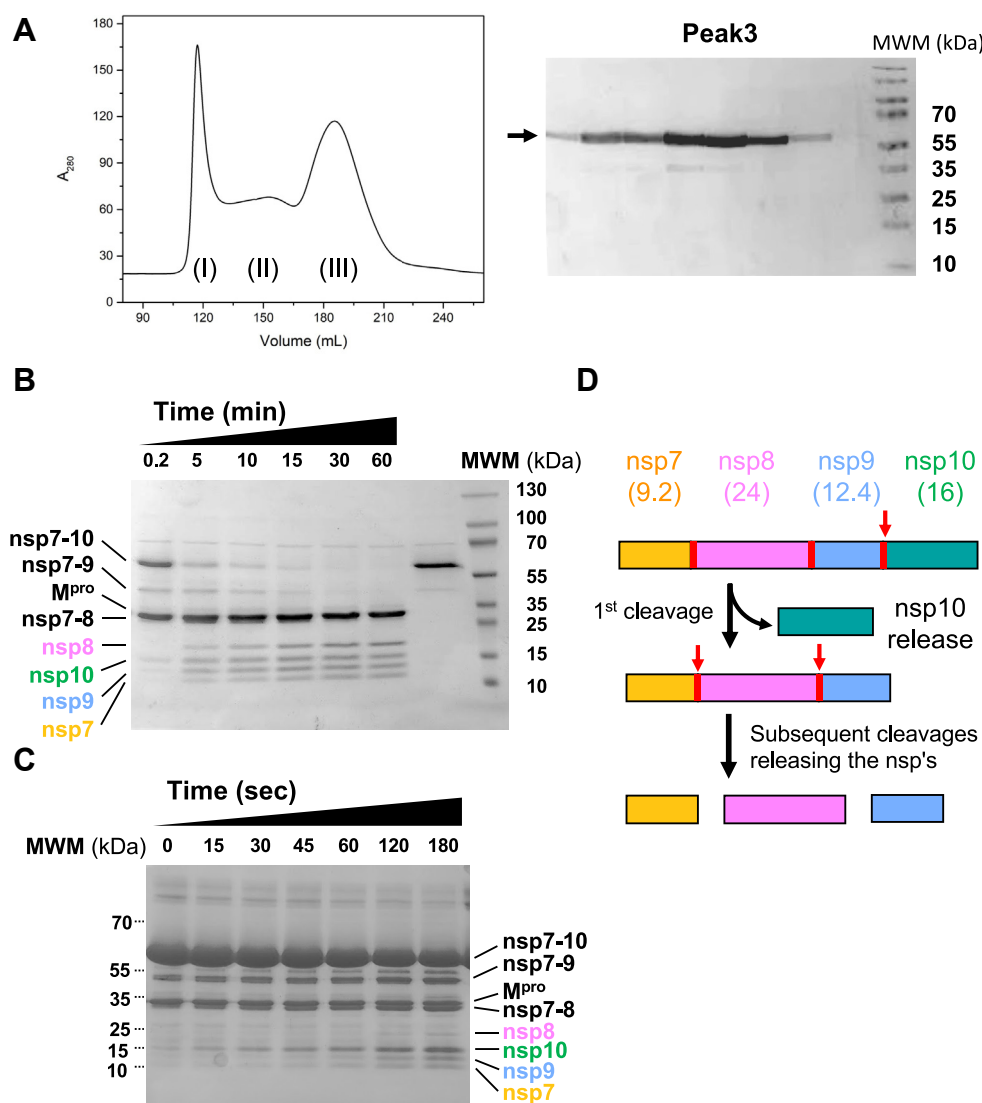 A
180
150
120
90
60
30
0
A280
(I)
(II)
(III)
90
120
150
180
210
240
Volume (mL)
Peak3
MWM (kDa)
70
55
35
25
15
10
B
Time (min)
0.2 5 10 15 30 60
MWM (kDa)
130
100
70
55
35
25
15
10
nsp7-10
nsp7-9
Mpro
nsp7-8
nsp8
nsp10
nsp9
nsp7
C
Time (sec)
MWM (kDa) 0 15 30 45 60 120 180
70
55
35
25
15
10
nsp7-10
nsp7-9
Mpro
nsp7-8
nsp8
nsp10
nsp9
nsp7
D
nsp7 nsp8 nsp9 nsp10
(9.2) (24) (12.4) (16)
1st cleavage
nsp10
release
Subsequent cleavages
releasing the nsp's